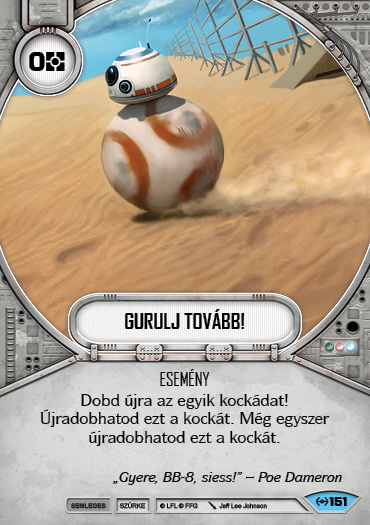 0
GURULJ TOVÁBB!
ESEMÉNY
Dobd újra az egyik kockádat!
Újradobhatod ezt a kockát. Még egyszer
újradobhatod ezt a kockát.
„Gyere, BB-8, siess!” – Poe Dameron
SEMLEGES SZÜRKE © LFL © FFG Jeff Lee Johnson 151